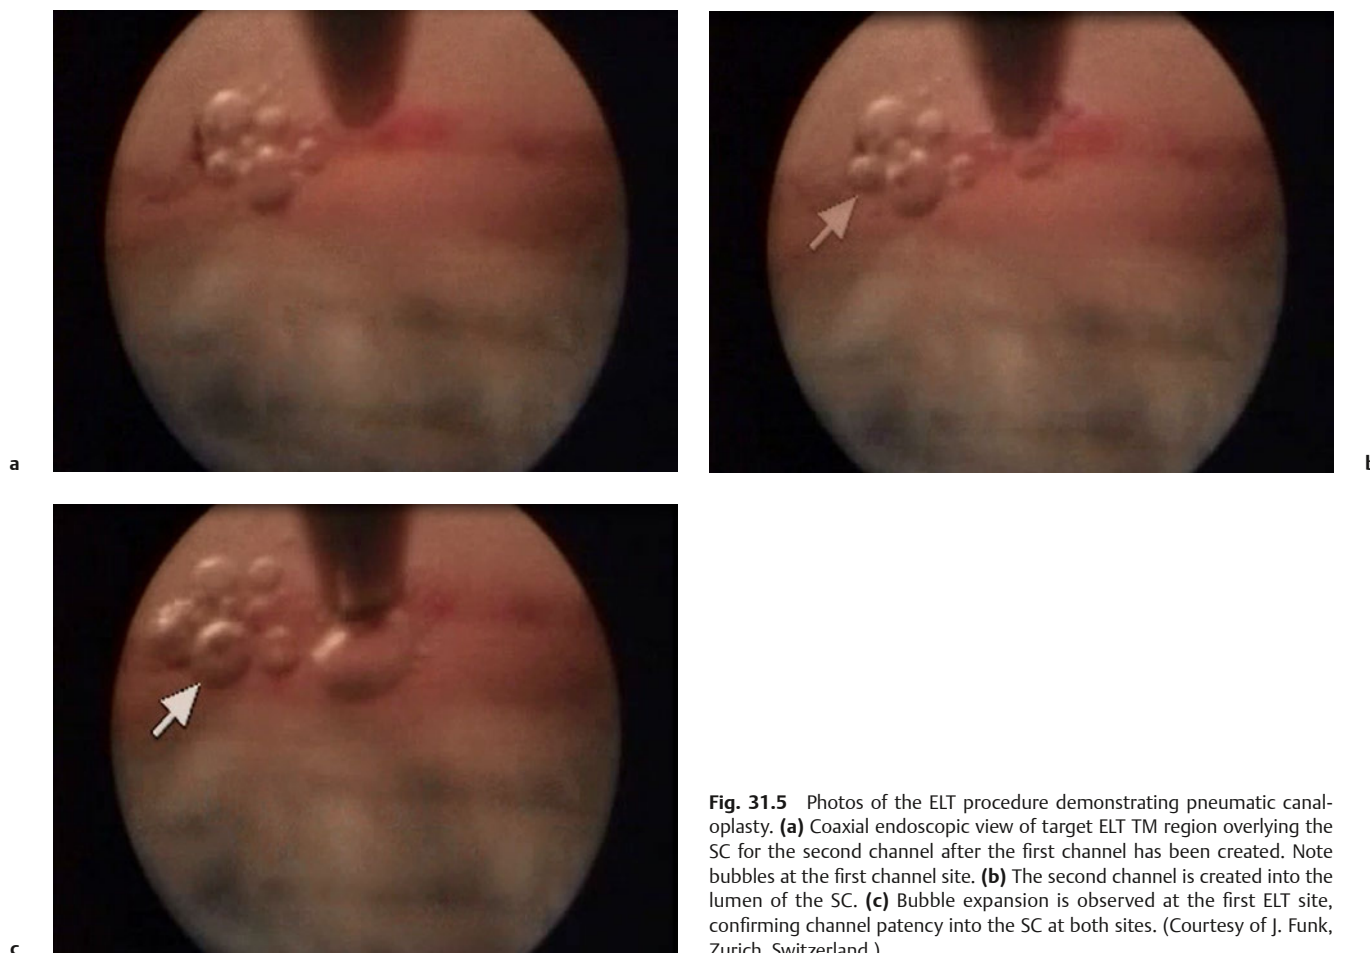 a
b
c
Fig. 31.5 Photos of the ELT procedure demonstrating pneumatic canal-
oplasty. (a) Coaxial endoscopic view of target ELT TM region overlying the
SC for the second channel after the first channel has been created. Note
bubbles at the first channel site. (b) The second channel is created into the
lumen of the SC. (c) Bubble expansion is observed at the first ELT site,
confirming channel patency into the SC at both sites. (Courtesy of J. Funk,
Zurich, Switzerland.)